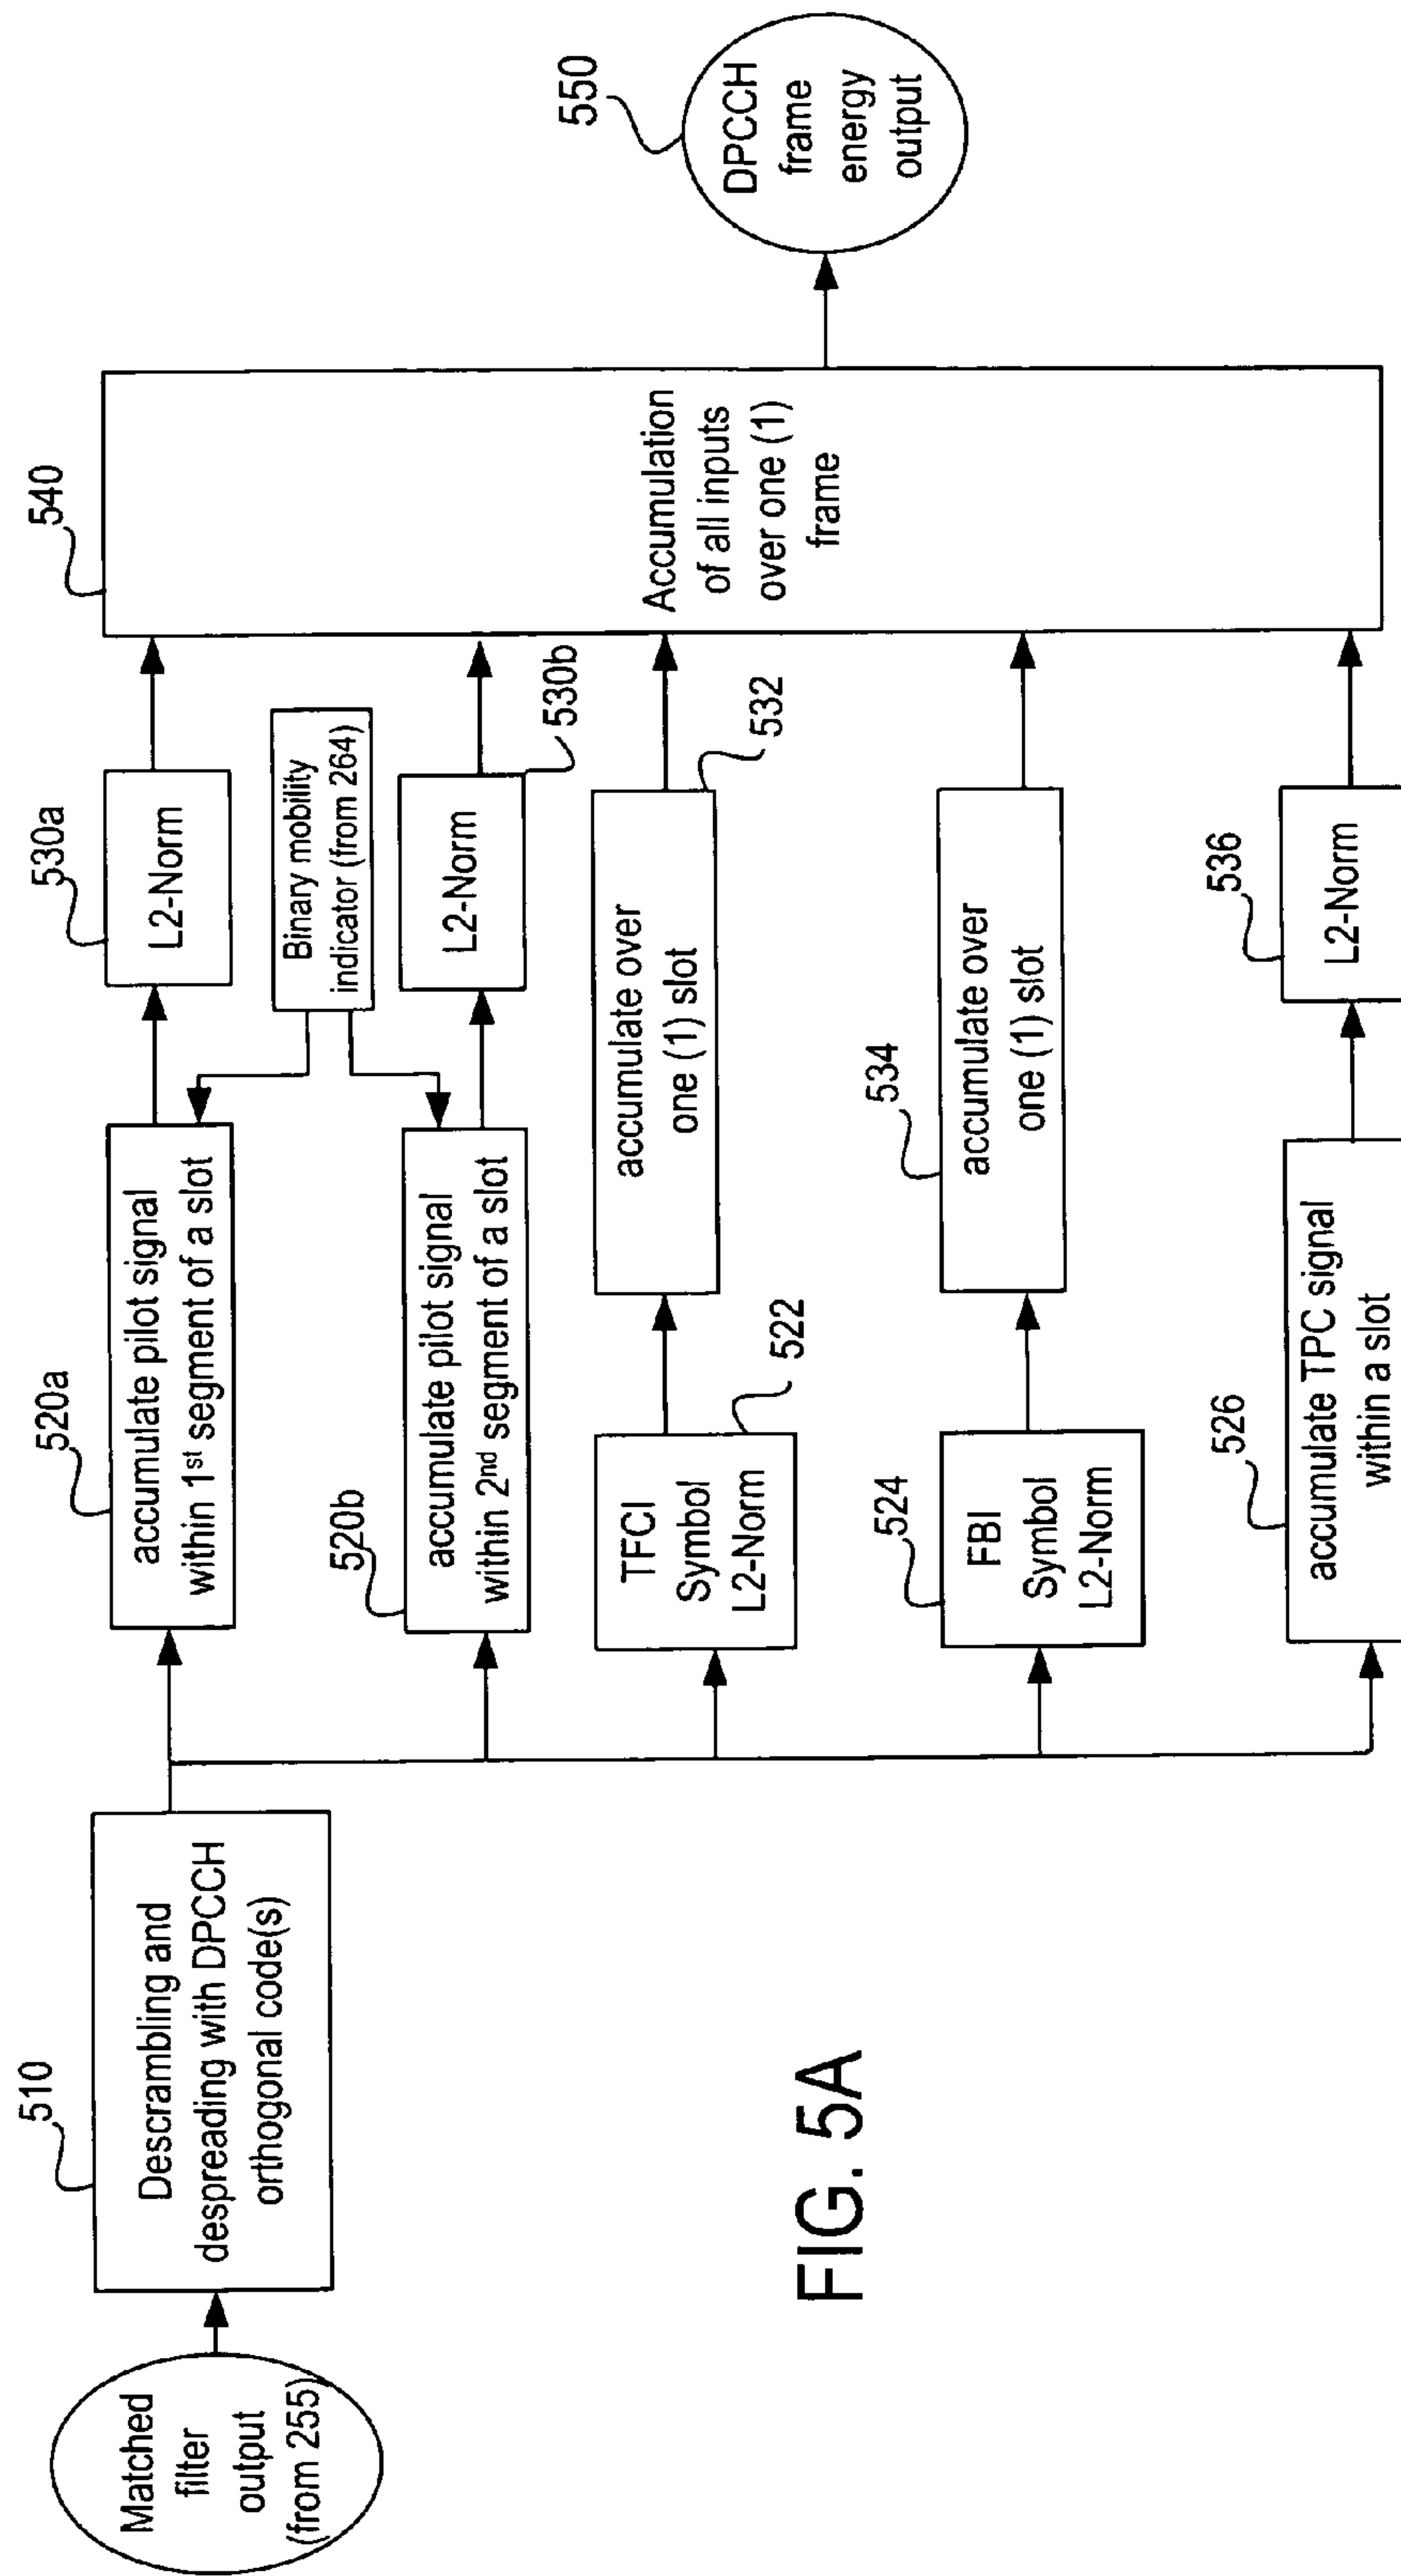 Matched
filter
output
(from 255)
510
Descrambling and
despreading with DPCCH
orthogonal code(s)
520a
accumulate pilot signal
within 1st segment of a slot
530a
L2-Norm
Binary mobility
indicator (from 264)
520b
accumulate pilot signal
within 2nd segment of a slot
530b
L2-Norm
522
TFCI
Symbol
L2-Norm
532
accumulate over
one (1) slot
524
FBI
Symbol
L2-Norm
534
accumulate over
one (1) slot
526
accumulate TPC signal
within a slot
536
L2-Norm
540
Accumulation
of all inputs
over one (1)
frame
550
DPCCH
frame
energy
output
FIG. 5A